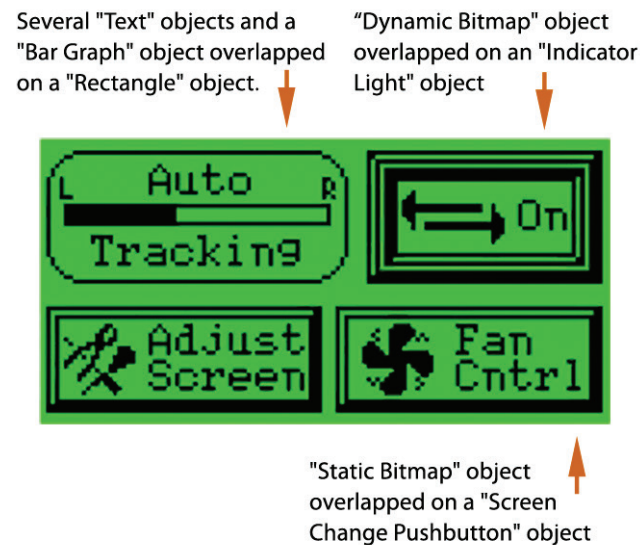 Several "Text" objects and a
"Bar Graph" object overlapped
on a "Rectangle" object.
“Dynamic Bitmap" object
overlapped on an "Indicator
Light" object
Auto
L R
Tracking
On
Adjust
Screen
Fan
Cntrl
"Static Bitmap" object
overlapped on a "Screen
Change Pushbutton" object